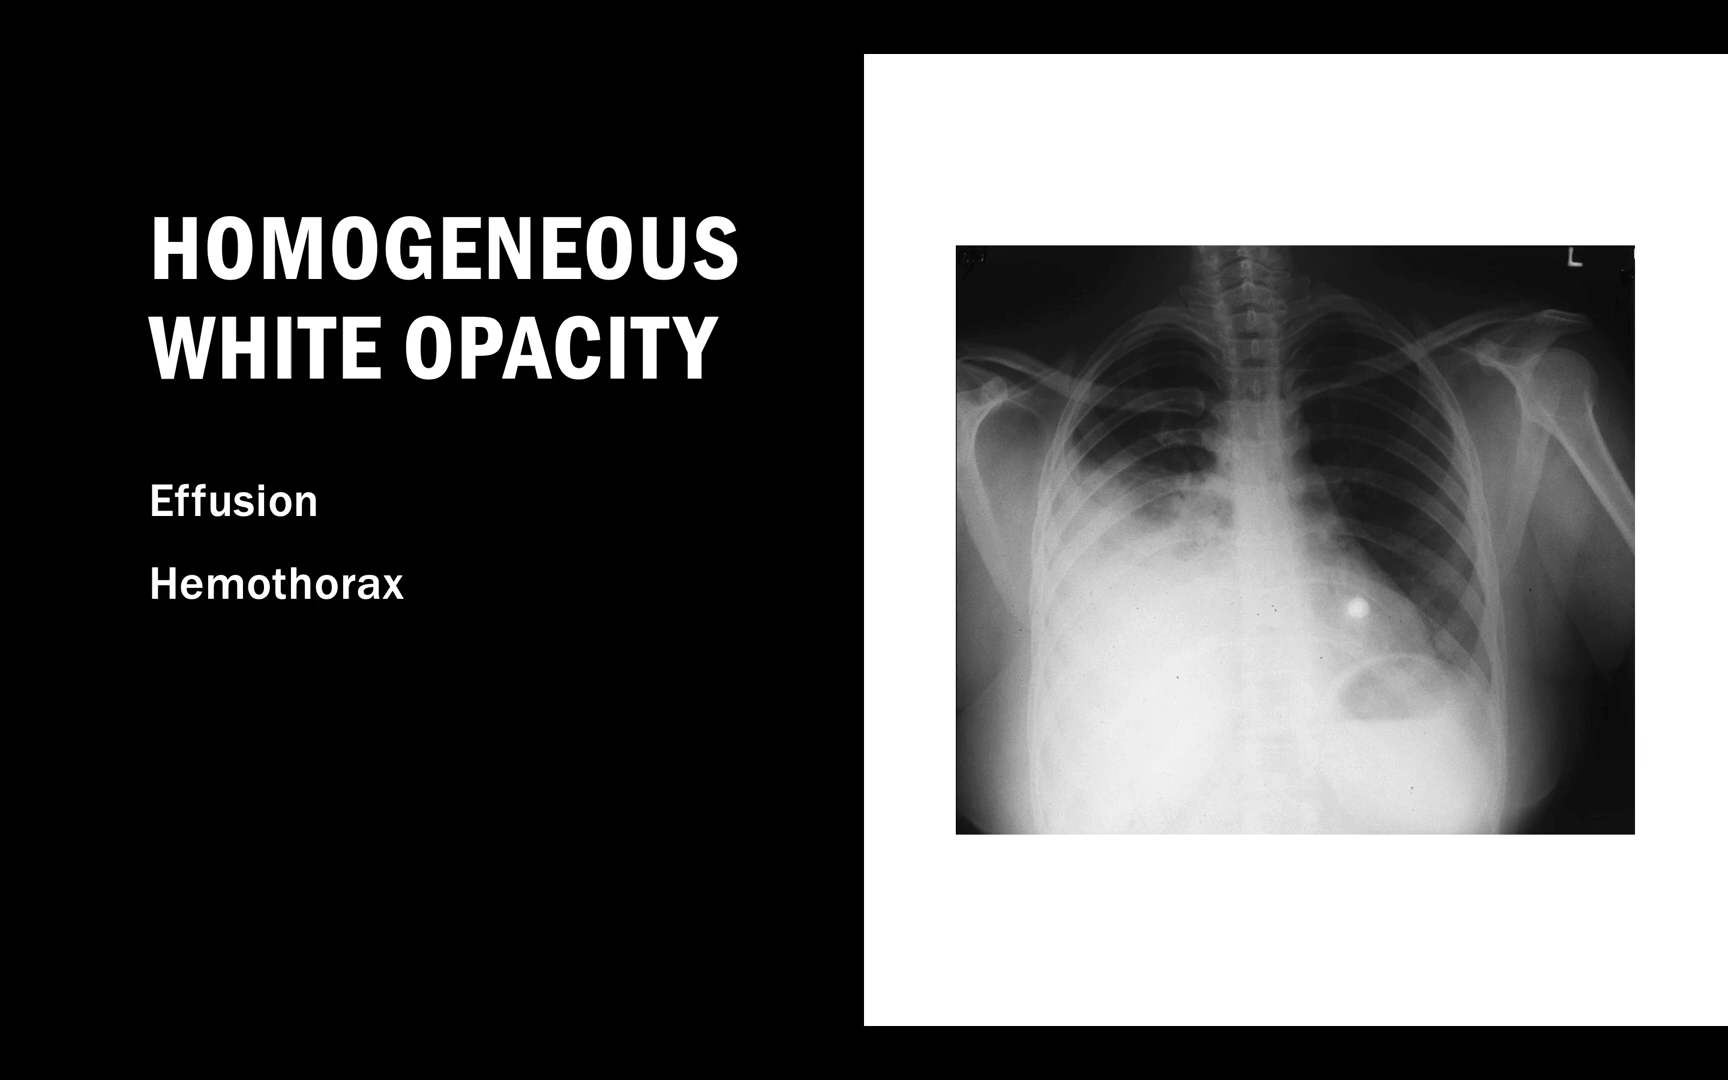 HOMOGENEOUS
WHITE OPACITY
Effusion
Hemothorax
L